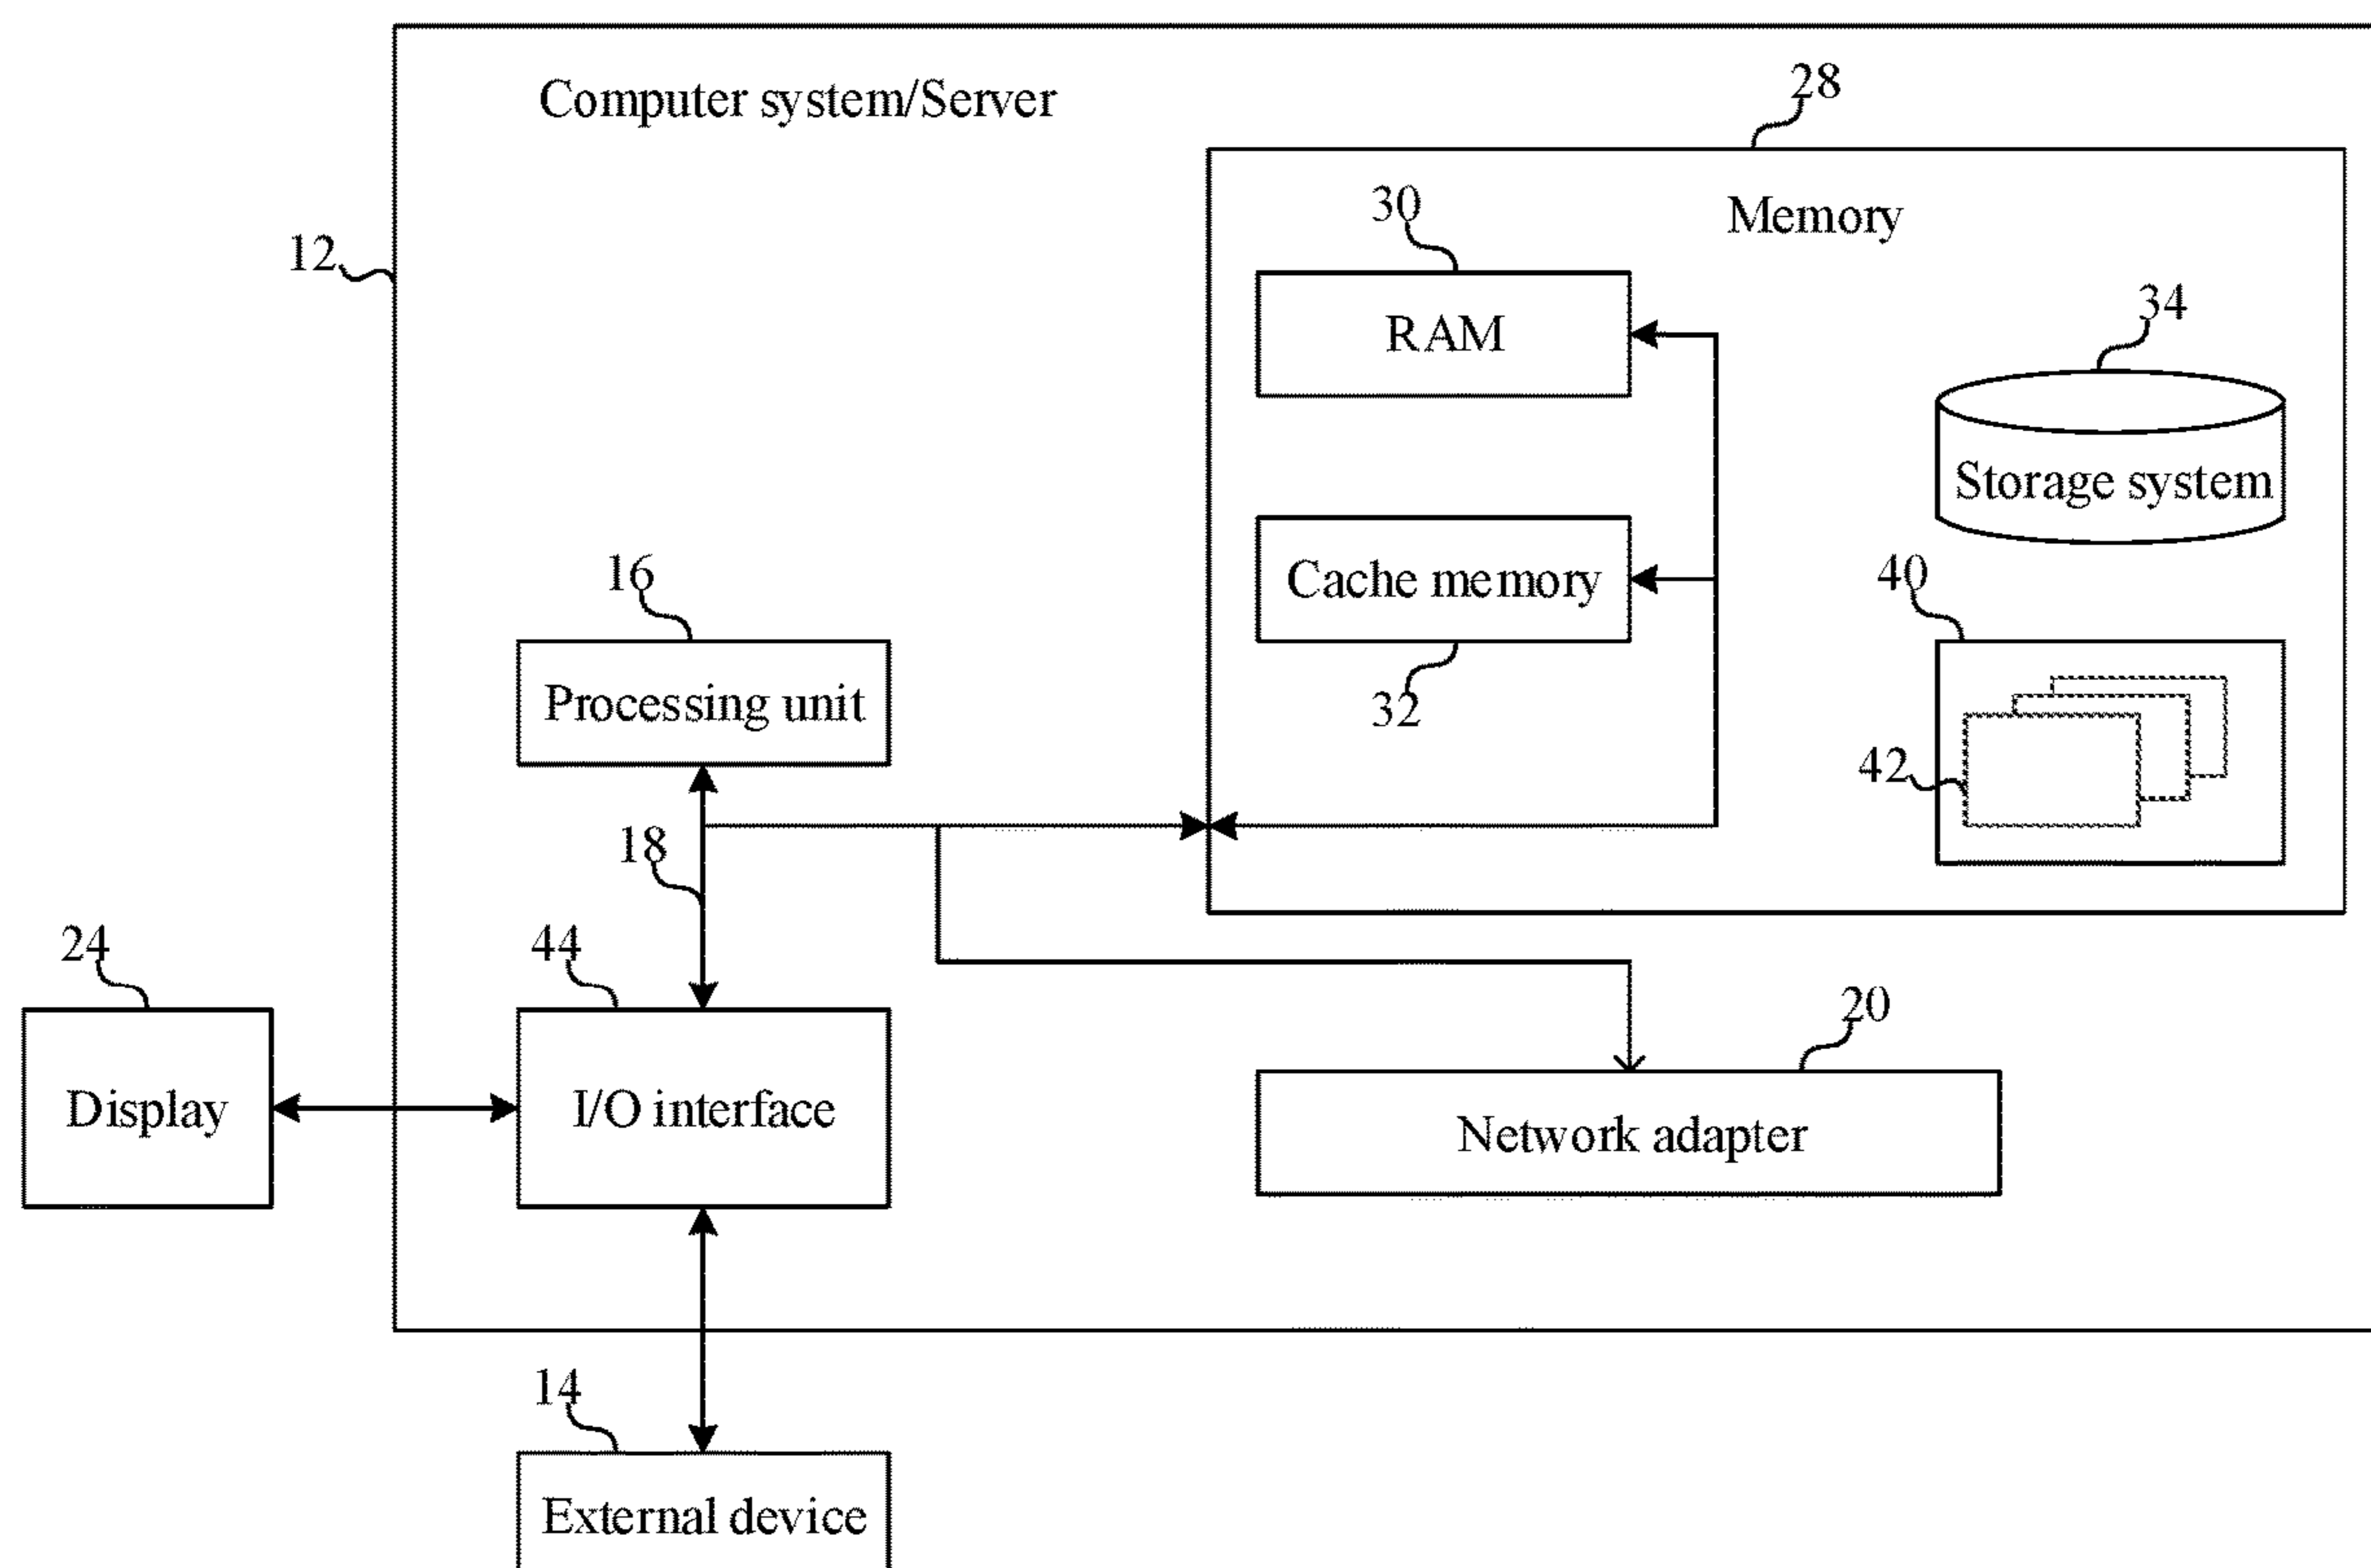 Computer system/Server
28
30
Memory
12
34
RAM
Storage system
16
Cache memory
40
Processing unit
32
42
18
24
44
20
Display
I/O interface
Network adapter
14
External device